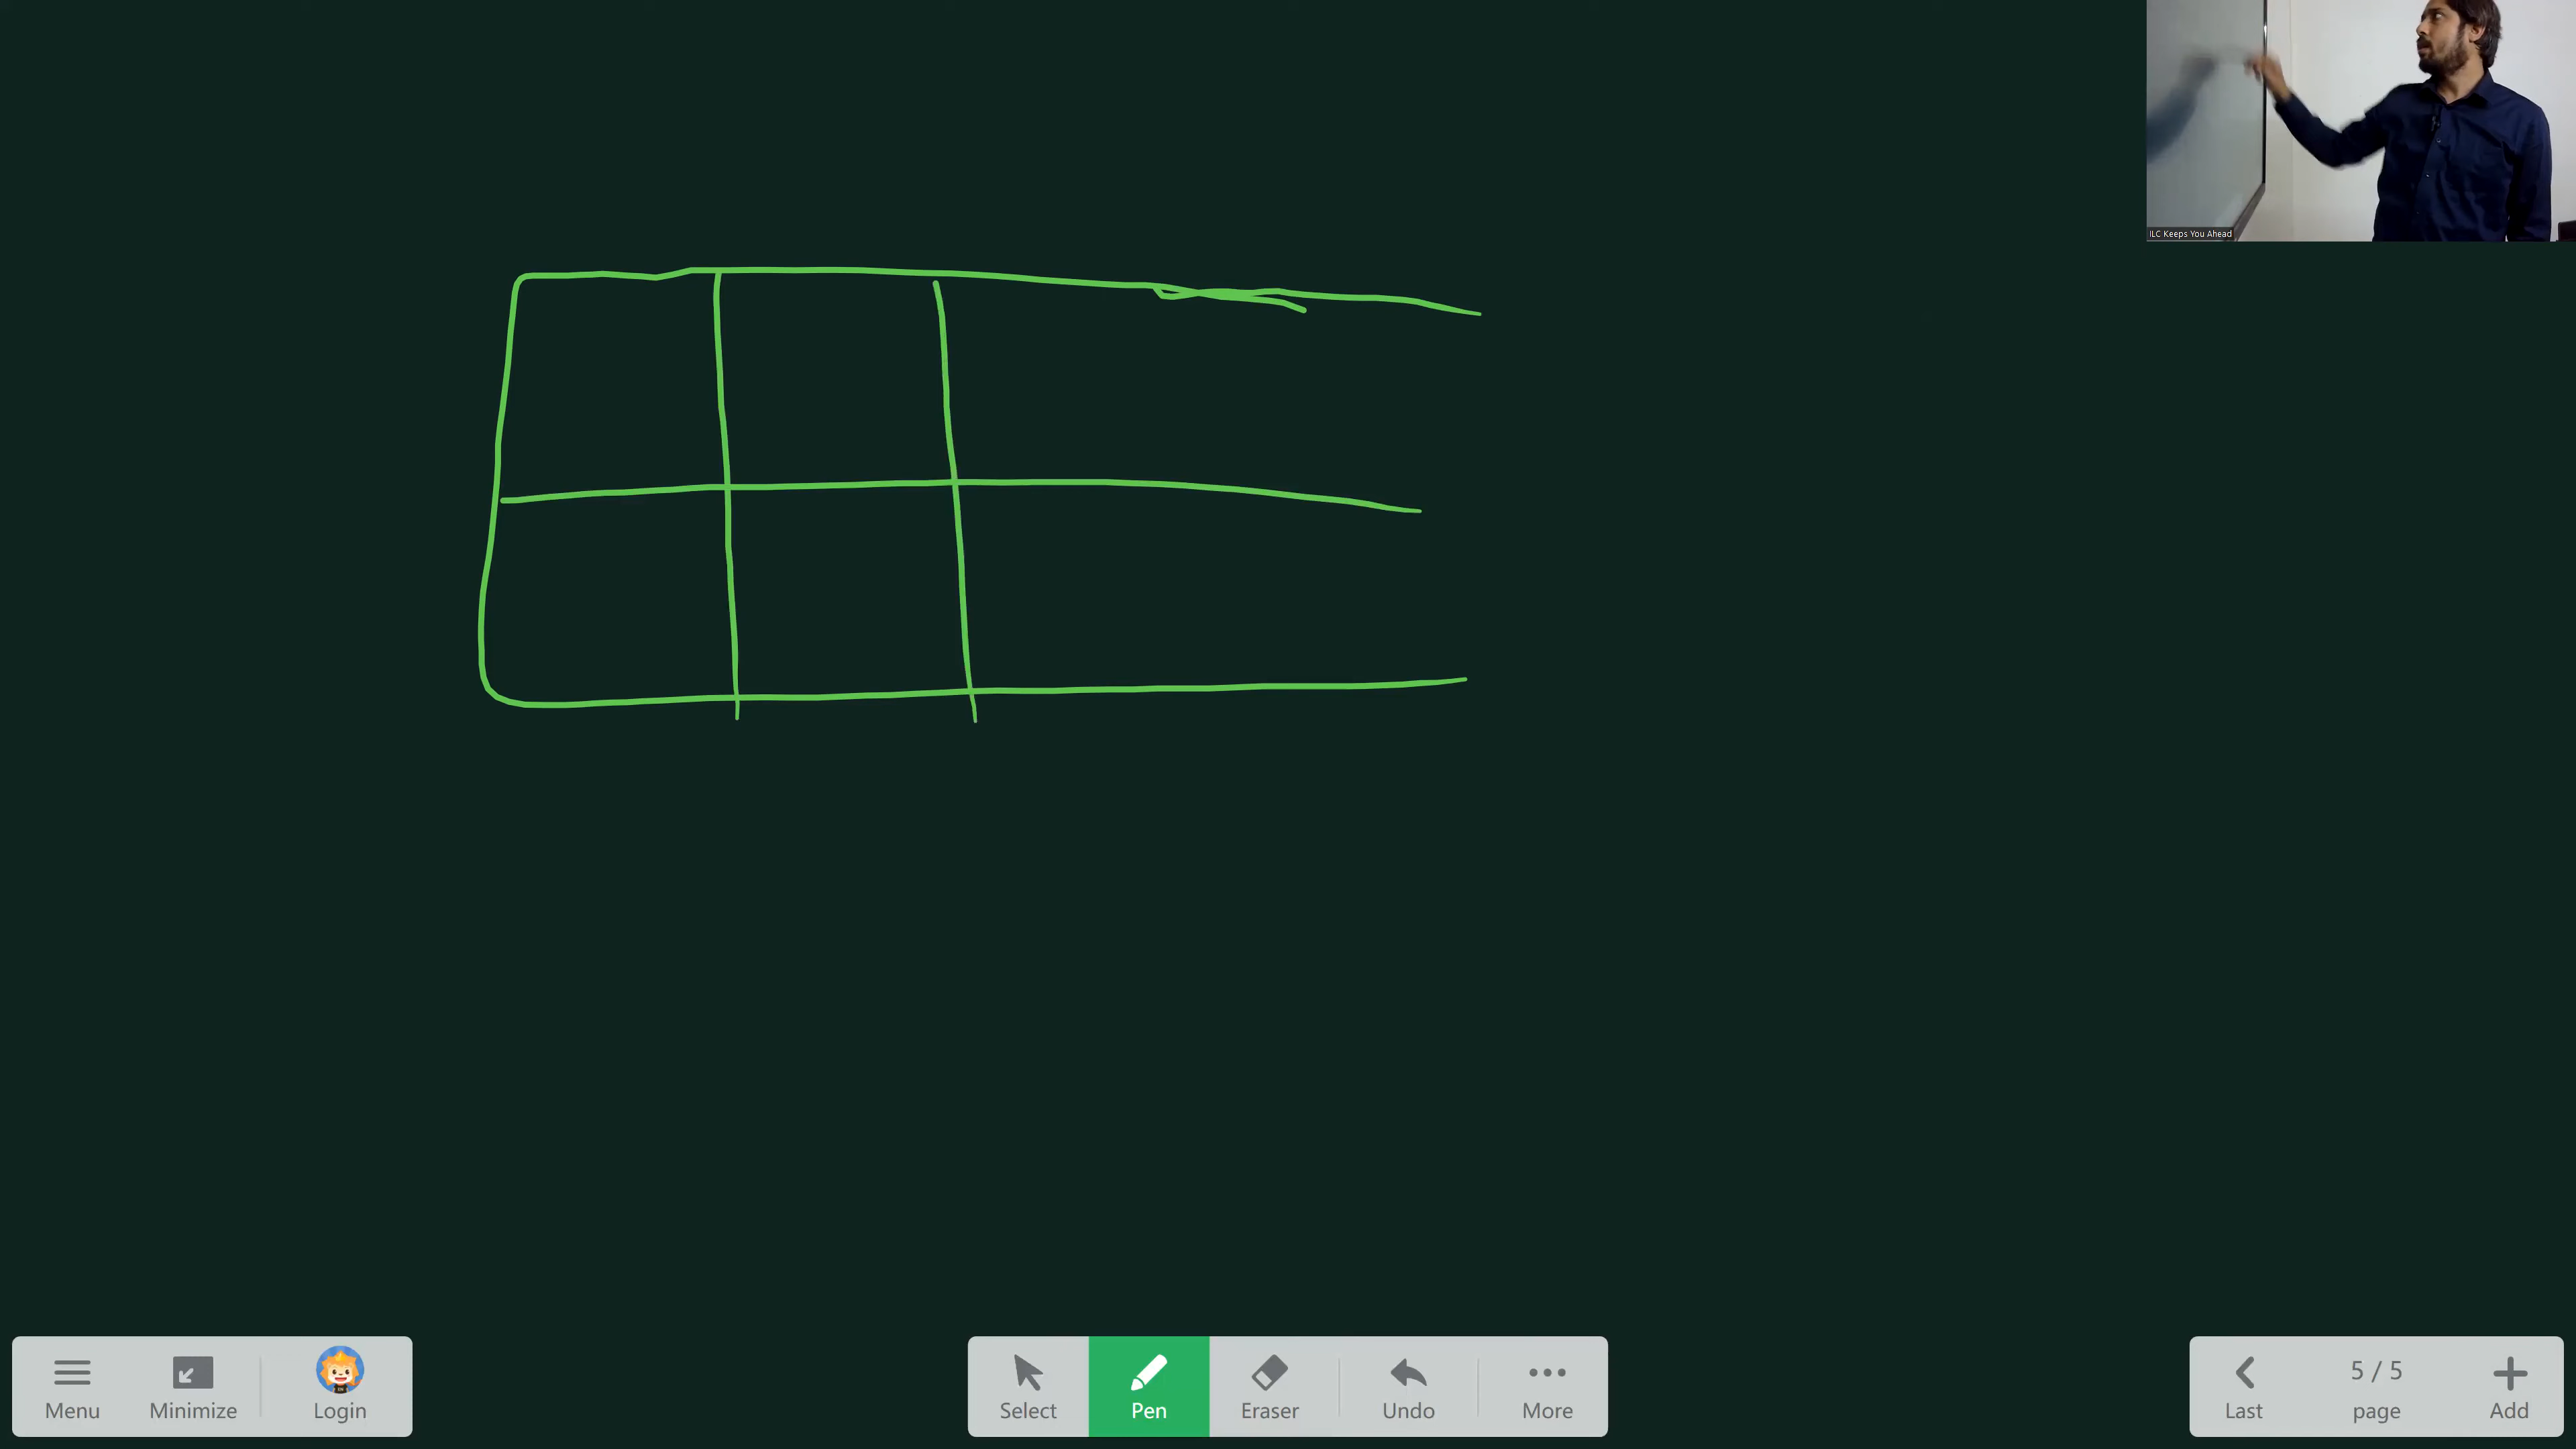 ILC Keeps You Ahead
Menu
Minimize
Login
Select
Pen
Eraser
Undo
More
Last
5 / 5
page
Add